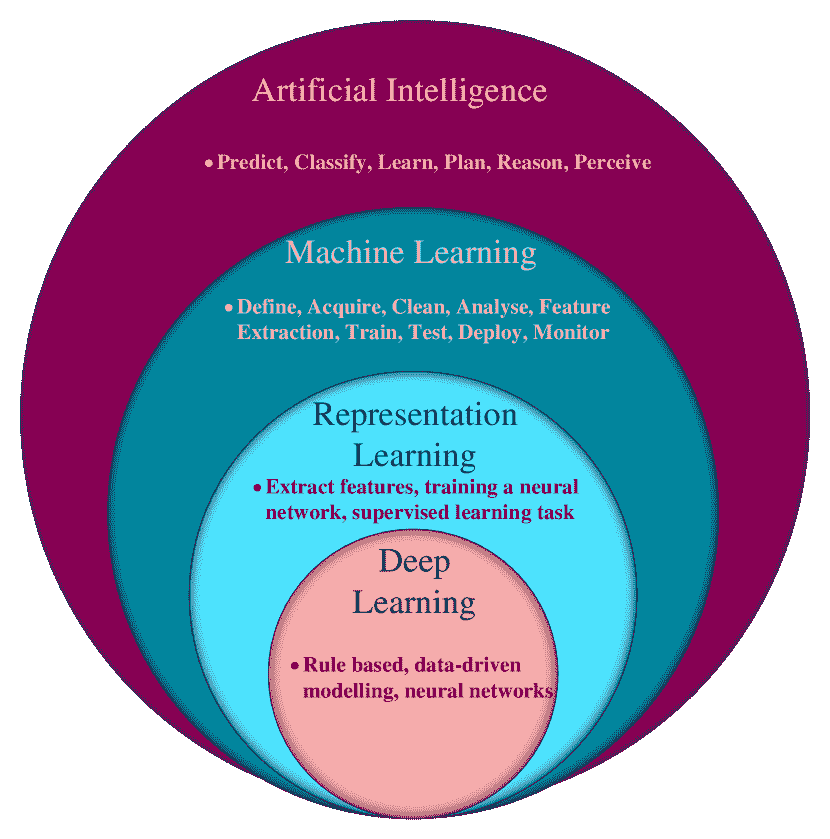 Artificial Intelligence
• Predict, Classify, Learn, Plan, Reason, Perceive
Machine Learning
• Define, Acquire, Clean, Analyse, Feature
Extraction, Train, Test, Deploy, Monitor
Representation
Learning
• Extract features, training a neural
network, supervised learning task
Deep
Learning
• Rule based, data-driven
modelling, neural networks